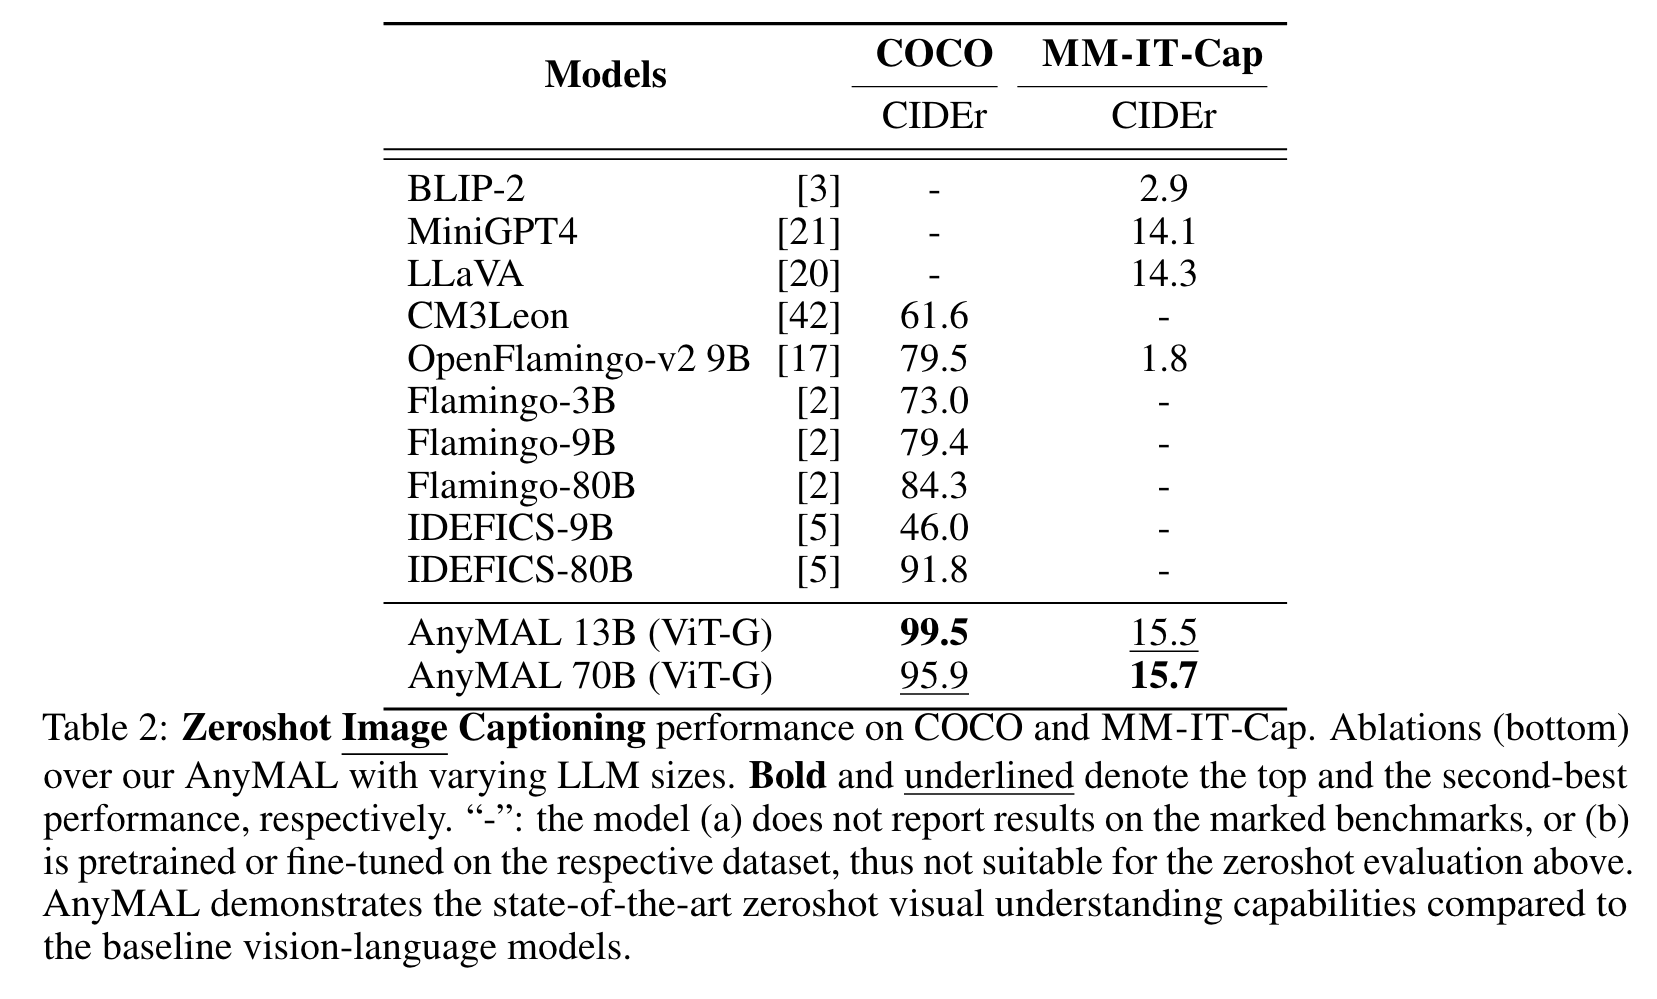 Models COCO MM-IT-Cap
CIDEr CIDEr
BLIP-2 [3] - 2.9
MiniGPT4 [21] - 14.1
LLaVA [20] - 14.3
CM3Leon [42] 61.6 -
OpenFlamingo-v2 9B [17] 79.5 1.8
Flamingo-3B [2] 73.0 -
Flamingo-9B [2] 79.4 -
Flamingo-80B [2] 84.3 -
IDEFICS-9B [5] 46.0 -
IDEFICS-80B [5] 91.8 -
AnyMAL 13B (ViT-G) 99.5 15.5
AnyMAL 70B (ViT-G) 95.9 15.7
Table 2: Zeroshot Image Captioning performance on COCO and MM-IT-Cap. Ablations (bottom)
over our AnyMAL with varying LLM sizes. Bold and underlined denote the top and the second-best
performance, respectively. “-”: the model (a) does not report results on the marked benchmarks, or (b)
is pretrained or fine-tuned on the respective dataset, thus not suitable for the zeroshot evaluation above.
AnyMAL demonstrates the state-of-the-art zeroshot visual understanding capabilities compared to
the baseline vision-language models.